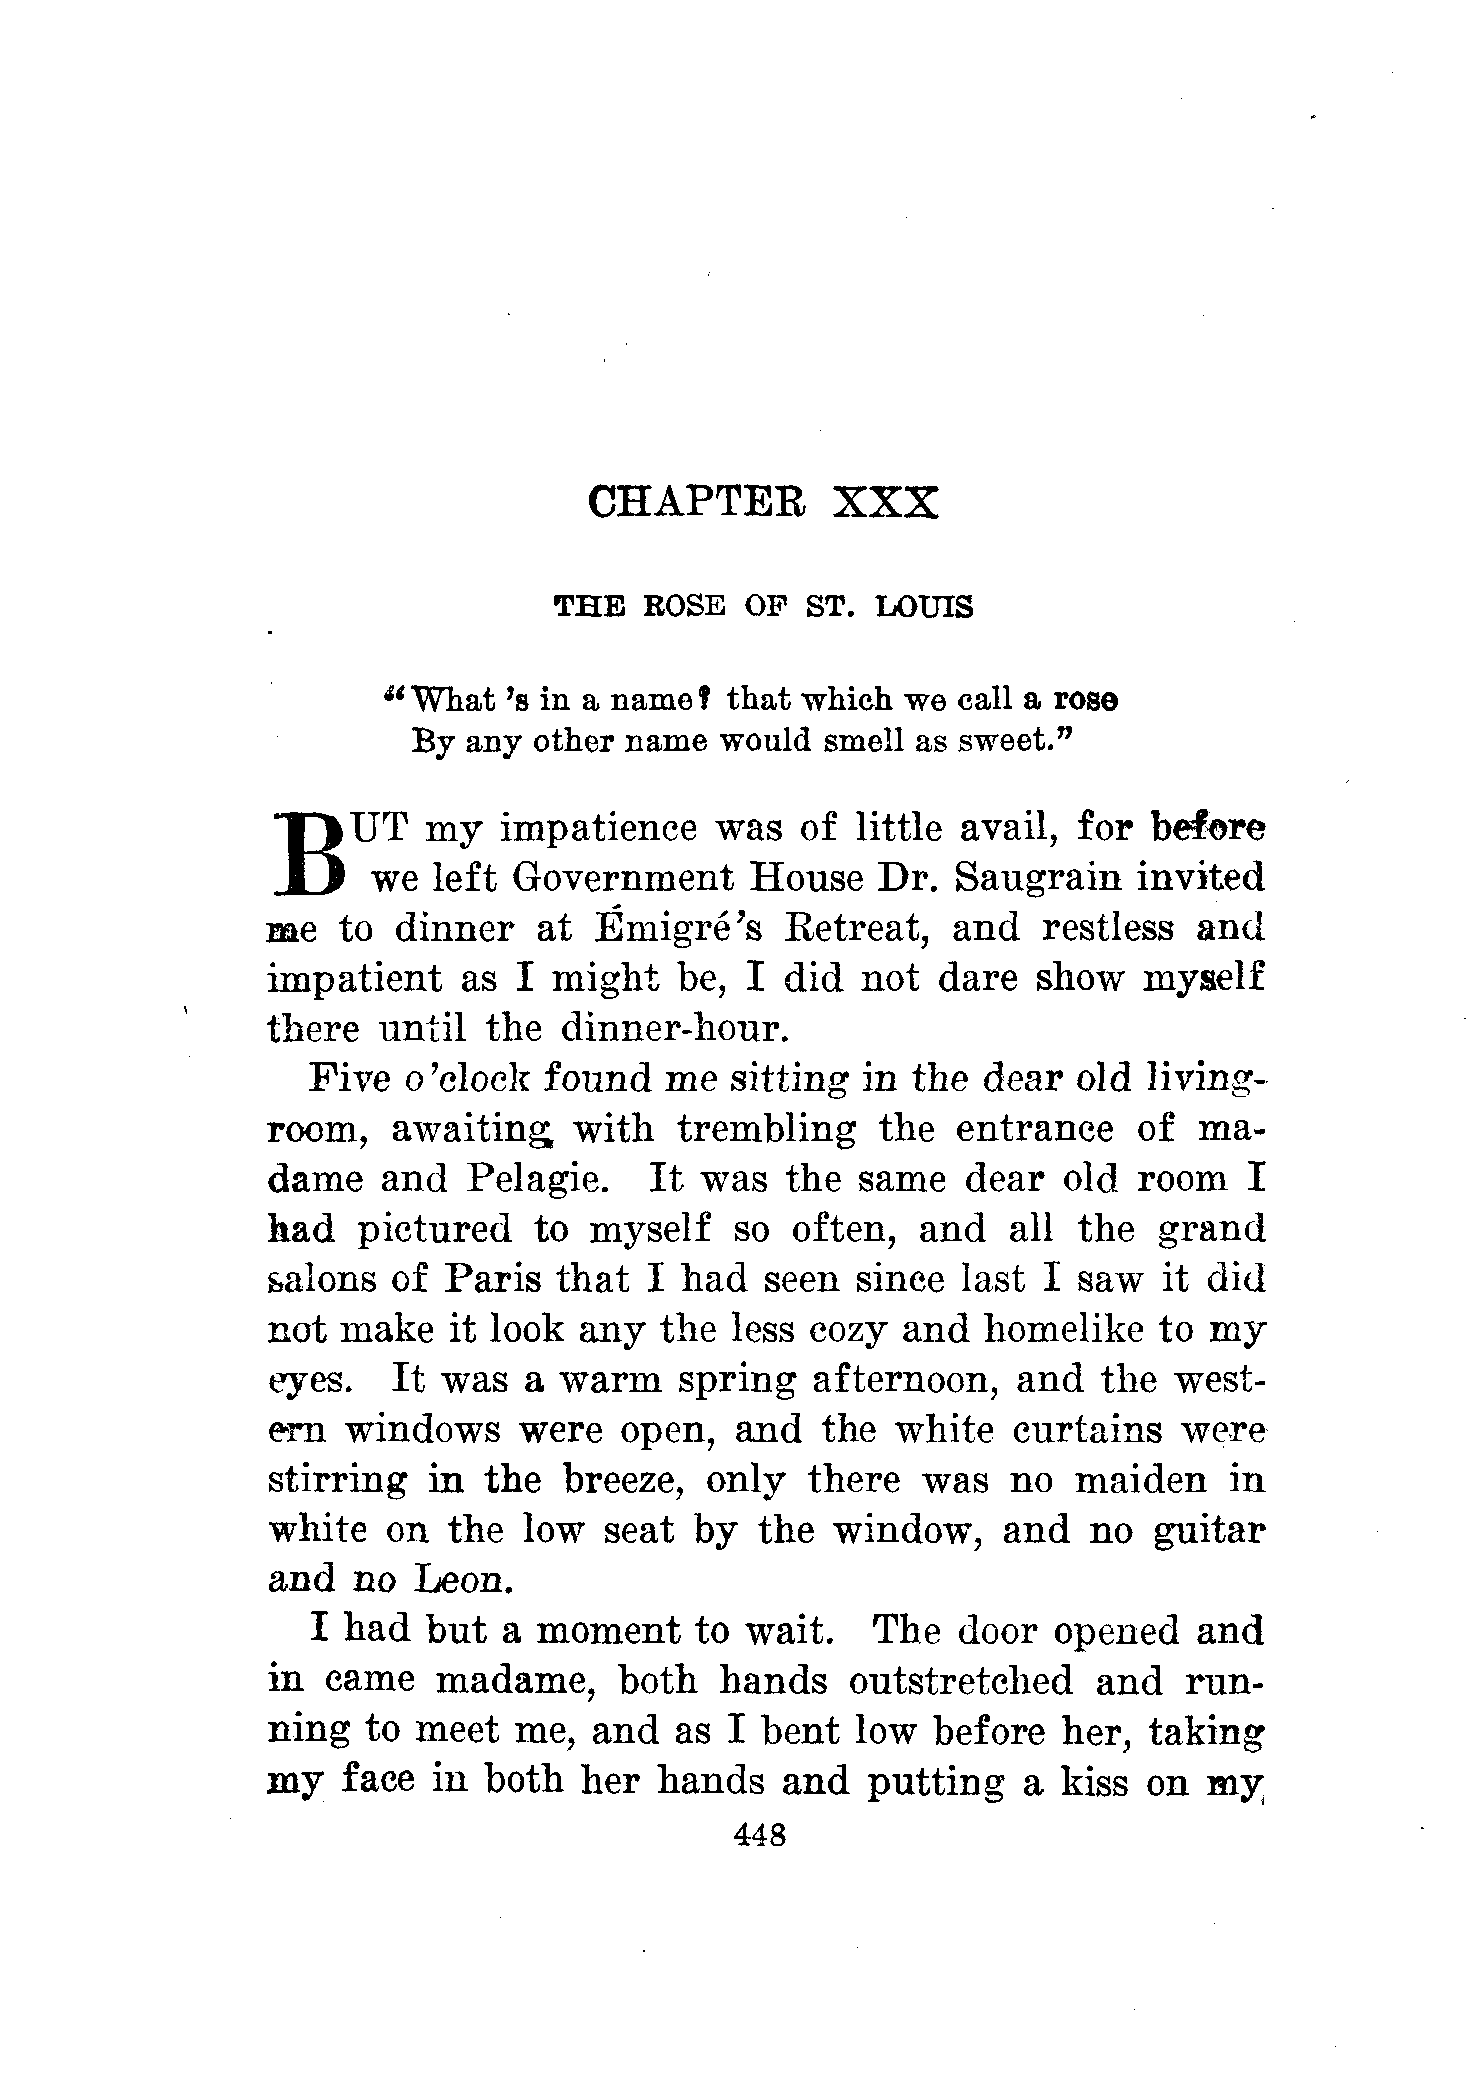 CHAPTER XXX
THE ROSE OF ST. LOUIS
"What 's in a name? that which we call a rose
By any other name would smell as sweet."
BUT my impatience was of little avail, for before
we left Government House Dr. Saugrain invited
me to dinner at Émigré's Retreat, and restless and
impatient as I might be, I did not dare show myself
there until the dinner-hour.
Five o'clock found me sitting in the dear old living-
room, awaiting with trembling the entrance of ma-
dame and Pelagie. It was the same dear old room I
had pictured to myself so often, and all the grand
salons of Paris that I had seen since last I saw it did
not make it look any the less cozy and homelike to my
eyes. It was a warm spring afternoon, and the west-
ern windows were open, and the white curtains were
stirring in the breeze, only there was no maiden in
white on the low seat by the window, and no guitar
and no Leon.
I had but a moment to wait. The door opened and
in came madame, both hands outstretched and run-
ning to meet me, and as I bent low before her, taking
my face in both her hands and putting a kiss on my
448